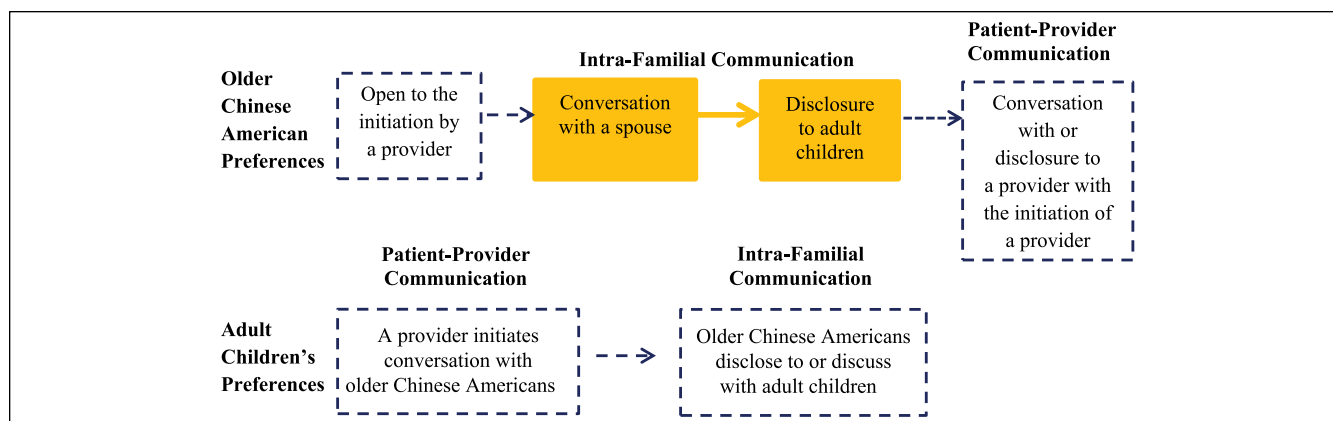 Patient-Provider
Communication
Intra-Familial Communication
Older
Chinese
American
Preferences
Open to the
initiation by
a provider
Conversation
with a spouse
Disclosure
to adult
children
Conversation
with or
disclosure to
a provider with
the initiation of
a provider
Patient-Provider
Communication
Intra-Familial
Communication
Adult
Children’s
Preferences
A provider initiates
conversation with
older Chinese Americans
Older Chinese Americans
disclose to or discuss
with adult children